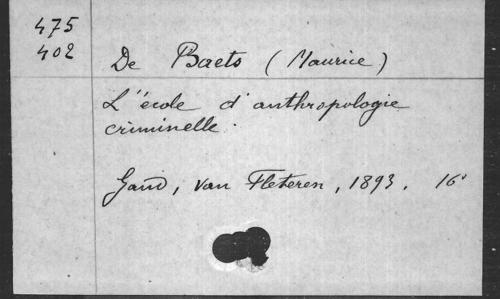 475
402
De Baets (Maurice)
L'école d'anthropologie
criminelle.
Gand, van Fleteren, 1893. 16°